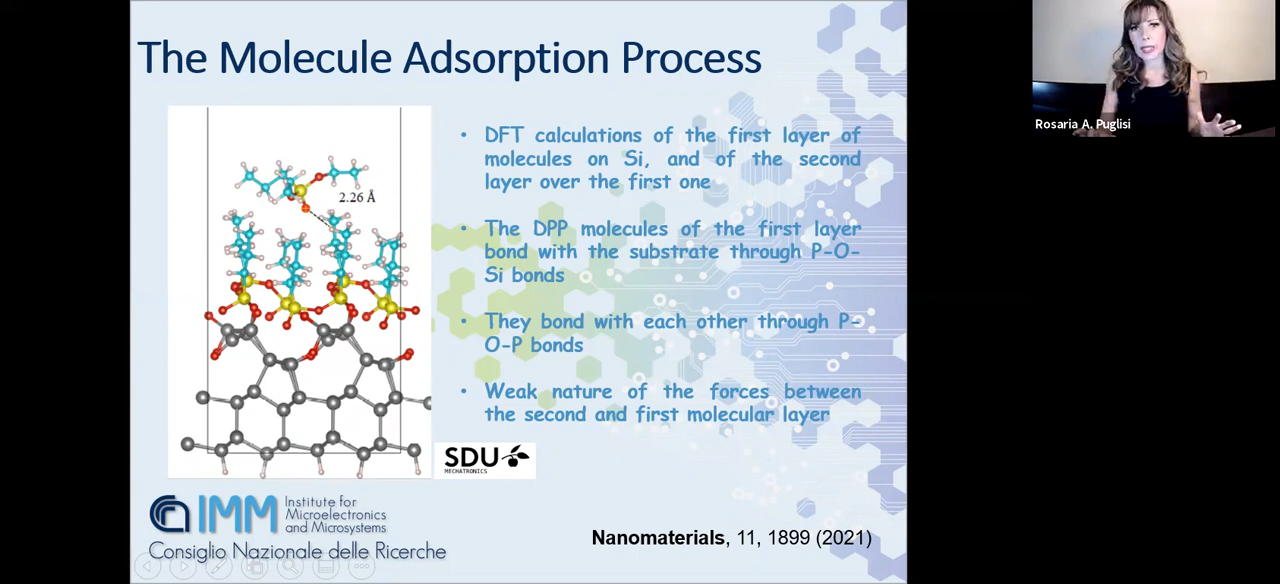 The Molecule Adsorption Process
Rosaria A. Puglisi
2.26 Å
• DFT calculations of the first layer of
molecules on Si, and of the second
layer over the first one
• The DPP molecules of the first layer
bond with the substrate through P-O-
Si bonds
• They bond with each other through P-
O-P bonds
• Weak nature of the forces between
the second and first molecular layer
SDU
MECHATRONICS
IMM
Institute for
Microelectronics
and Microsystems
Consiglio Nazionale delle Ricerche
Nanomaterials, 11, 1899 (2021)